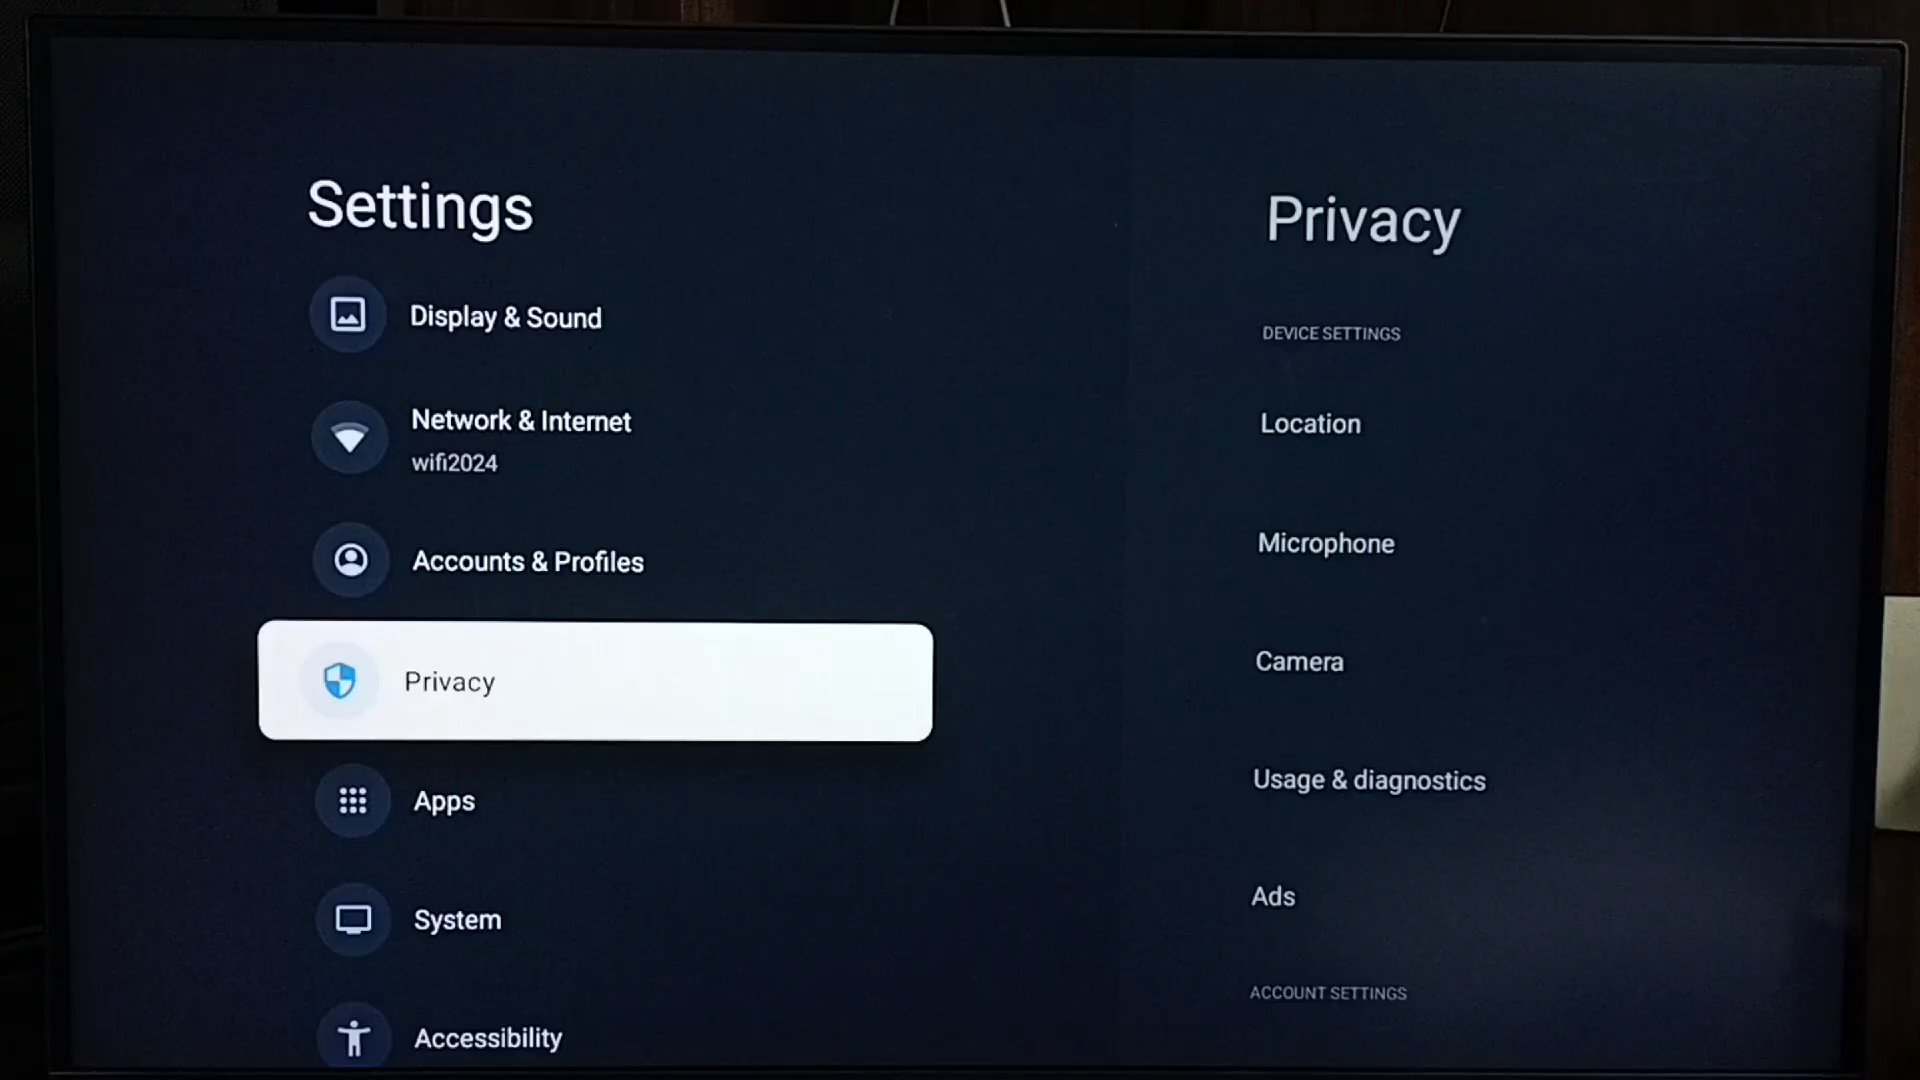 Settings
Display & Sound
Network & Internet
wifi2024
Accounts & Profiles
Privacy
Apps
System
Accessibility
Privacy
DEVICE SETTINGS
Location
Microphone
Camera
Usage & diagnostics
Ads
ACCOUNT SETTINGS